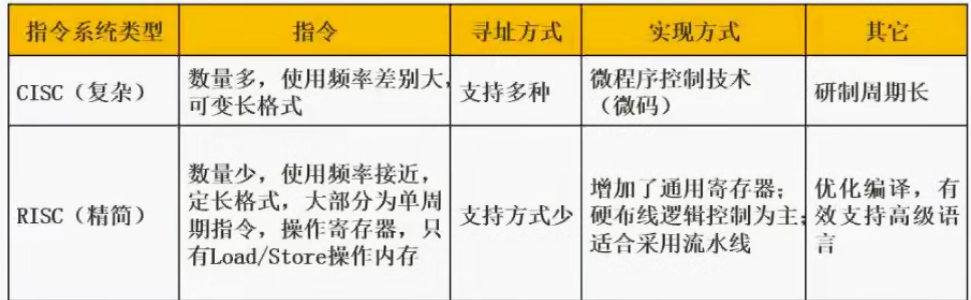 指令系统类型 指令 寻址方式 实现方式 其它
CISC（复杂） 数量多，使用频率差别大，
可变长格式 支持多种 微程序控制技术
（微码） 研制周期长
RISC（精简） 数量少，使用频率接近，
定长格式，大部分为单周
期指令，操作寄存器，只
有Load/Store操作内存 支持方式少 增加了通用寄存器；
硬布线逻辑控制为主；
适合采用流水线 优化编译，有
效支持高级语
言